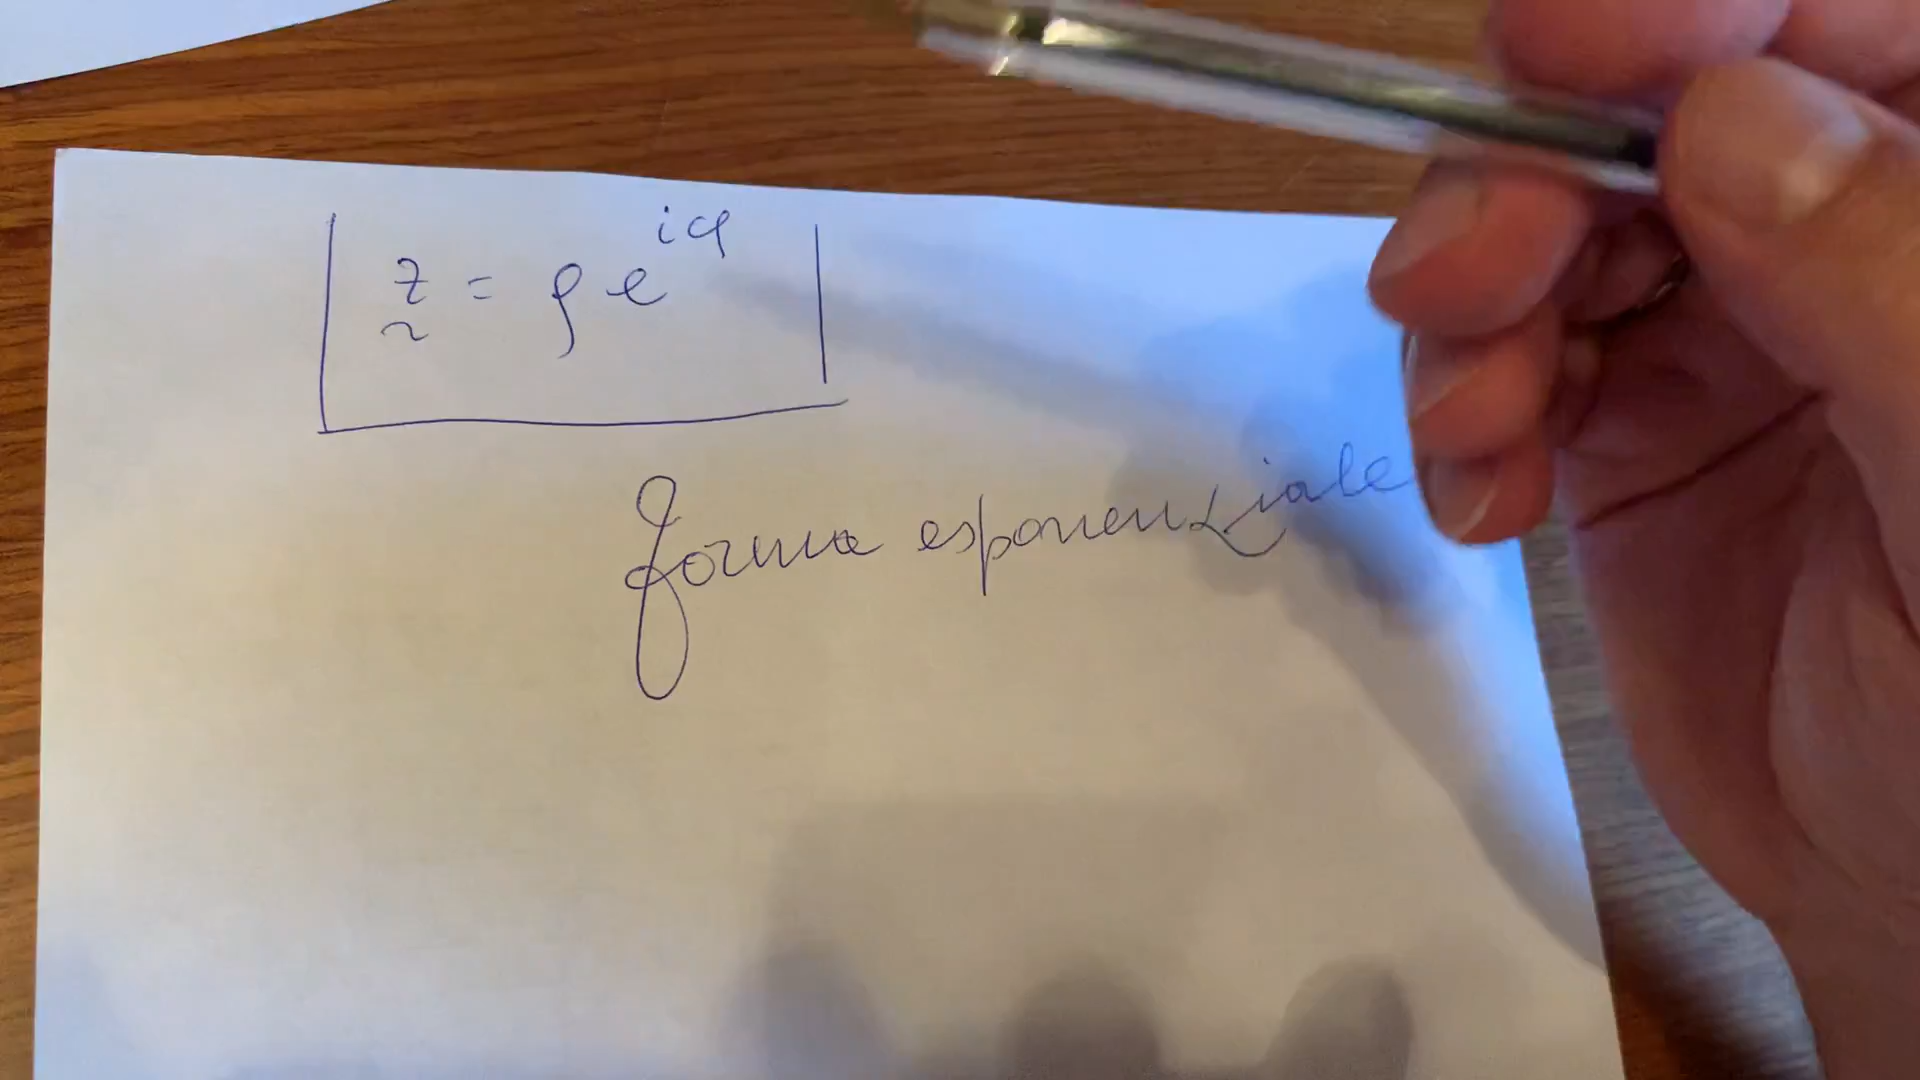 z = ρ e^{iφ}
~
forma esponenziale